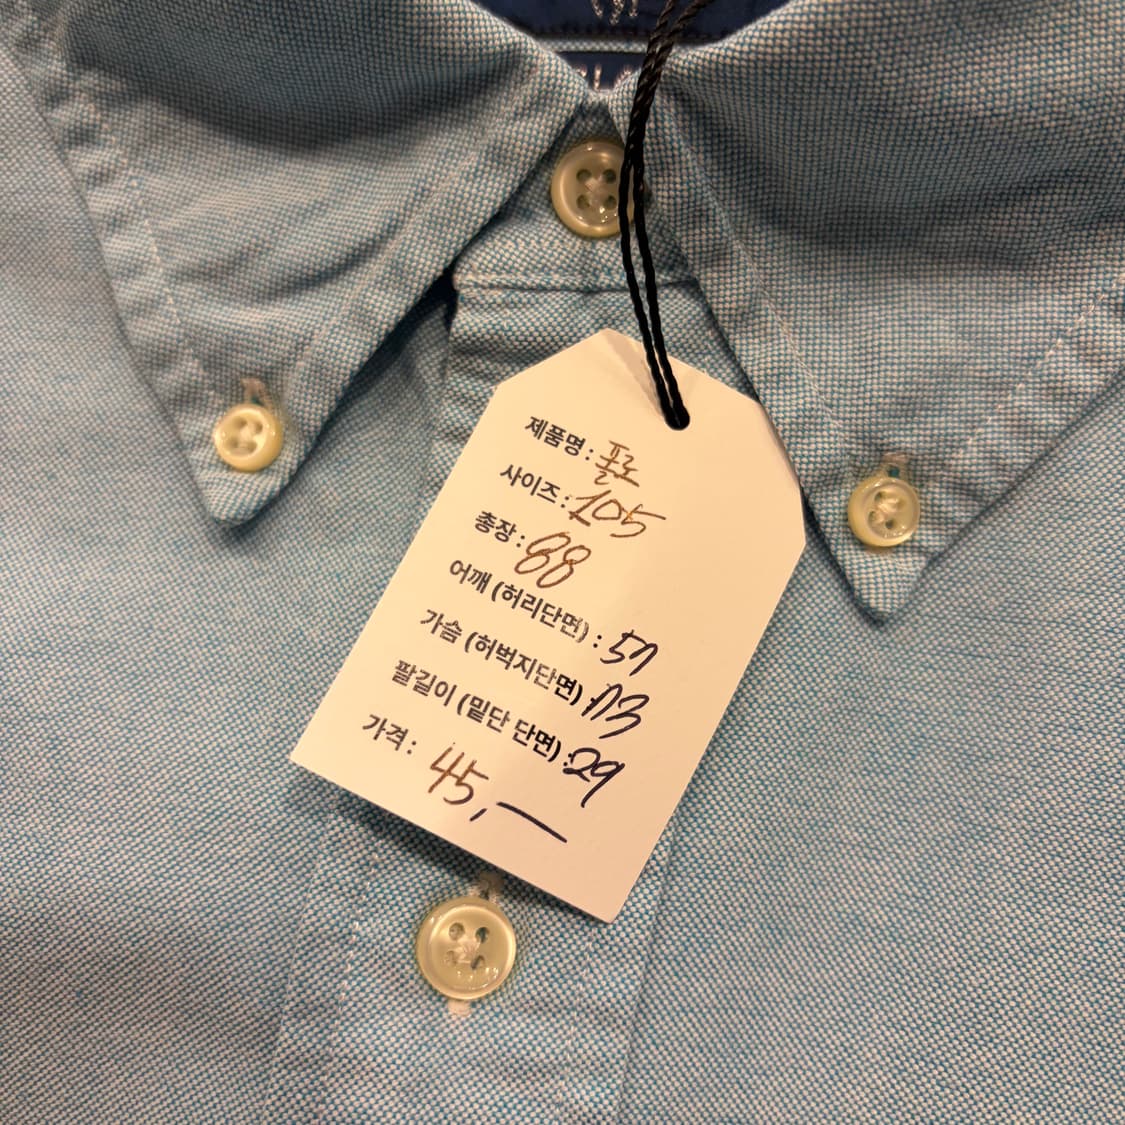 제품명 : 폴로
사이즈 : 105
총장 : 88
어깨 (허리단면) : 57
가슴 (허벅지단면) : 73
팔길이 (밑단 단면) : 29
가격 : 45,—